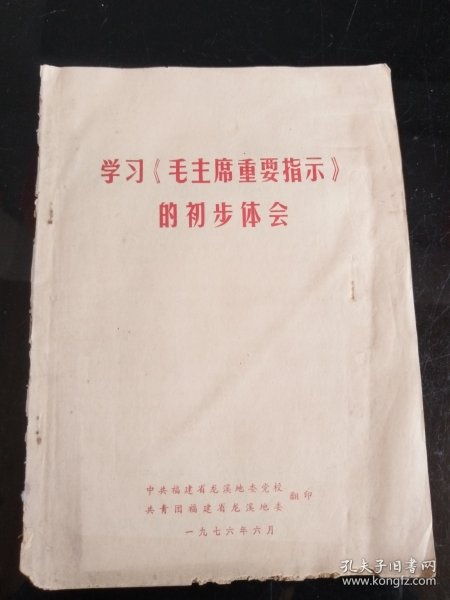 学习《毛主席重要指示》
的初步体会
中共福建省龙溪地委党校
共青团福建省龙溪地委
翻印
一九七六年六月
孔夫子旧书网
www.kongfz.com